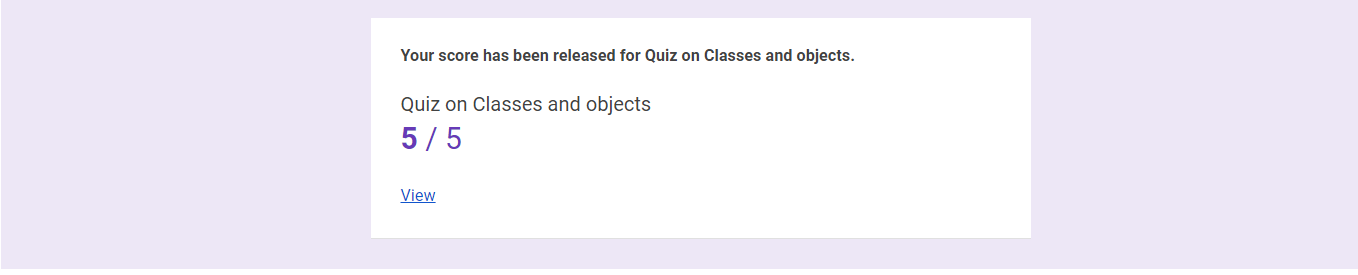 Your score has been released for Quiz on Classes and objects.
Quiz on Classes and objects
5 / 5
View